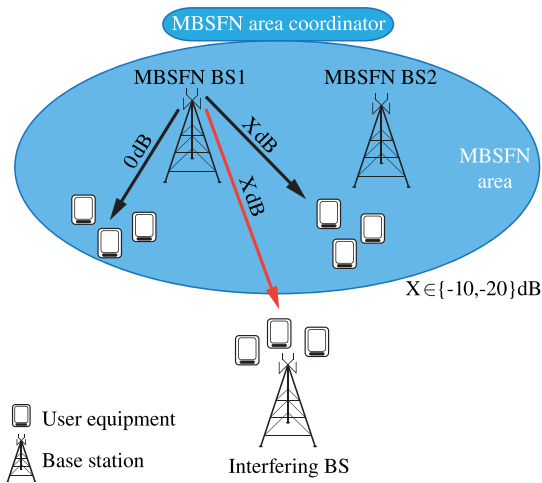 MBSFN area coordinator
MBSFN BS1
MBSFN BS2
0dB
XdB
XdB
MBSFN
area
X∈{-10,-20}dB
User equipment
Base station
Interfering BS